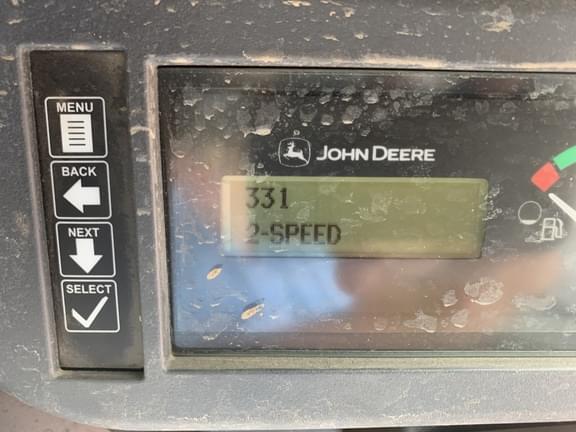 MENU
BACK
NEXT
SELECT
JOHN DEERE
331
2-SPEED